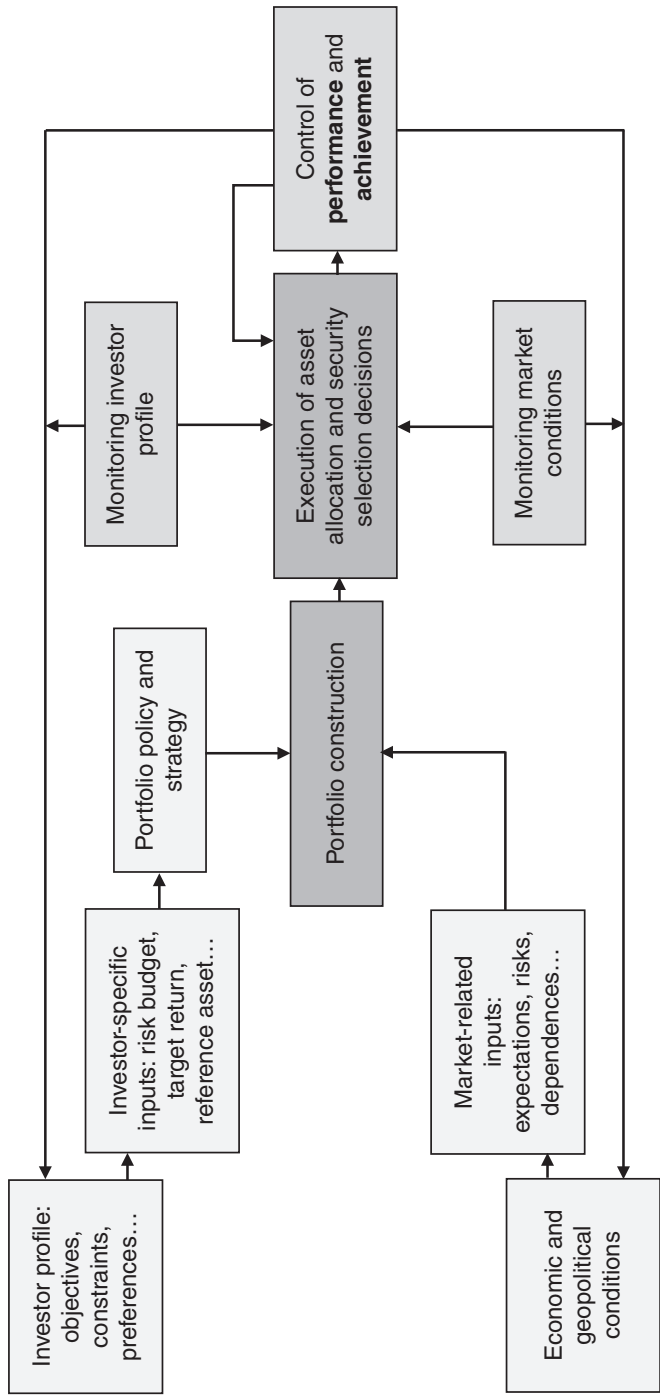 Investor profile:
objectives,
constraints,
preferences…
Investor-specific
inputs: risk budget,
target return,
reference asset…
Portfolio policy and
strategy
Monitoring investor
profile
Portfolio construction
Execution of asset
allocation and security
selection decisions
Control of
performance and
achievement
Economic and
geopolitical
conditions
Market-related
inputs:
expectations, risks,
dependences…
Monitoring market
conditions